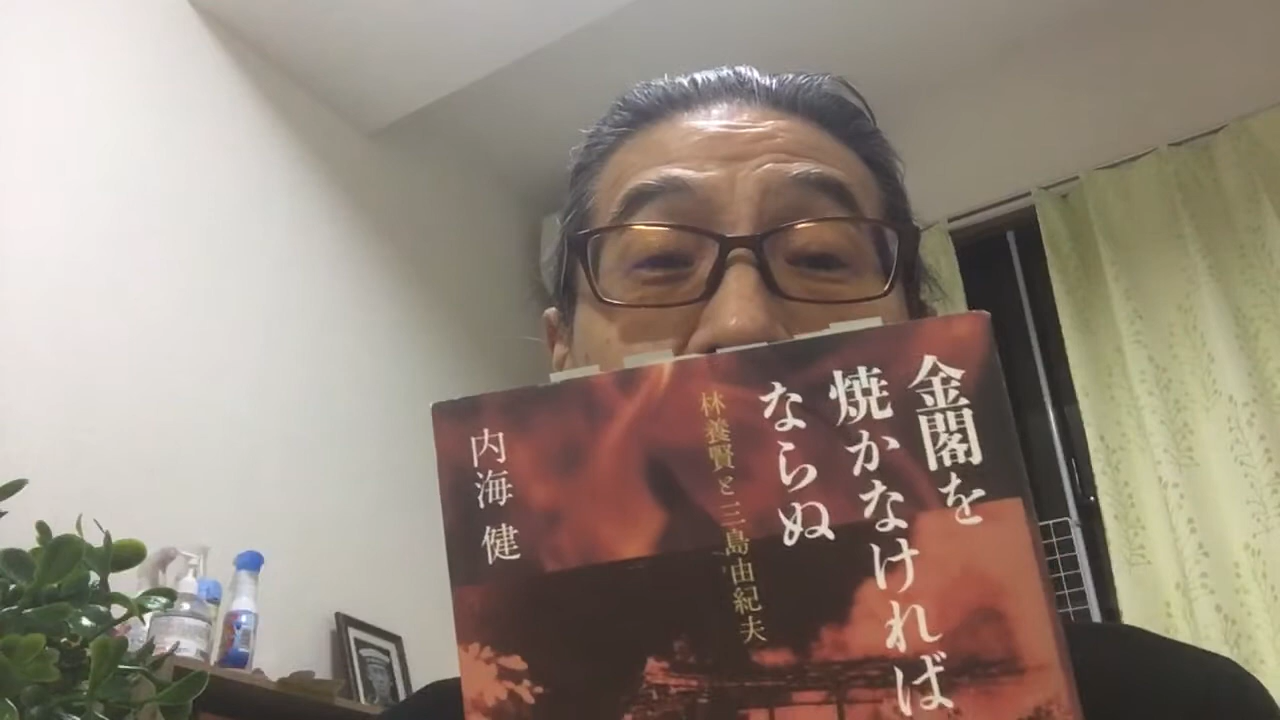 金閣を
焼かなければ
ならぬ
林養賢と三島由紀夫
内海 健